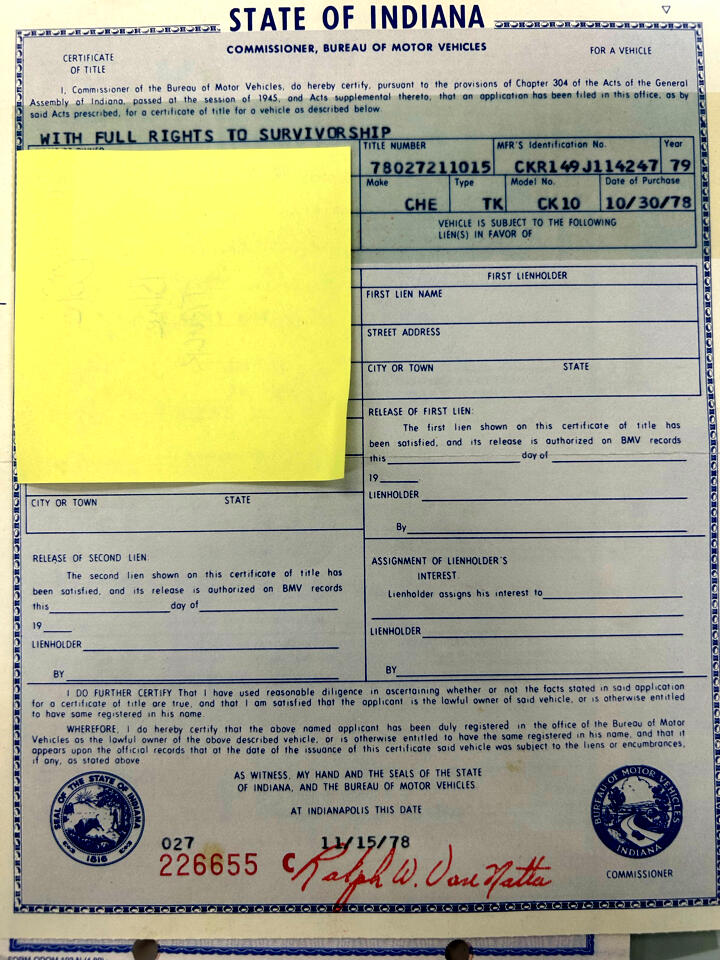 STATE OF INDIANA
COMMISSIONER, BUREAU OF MOTOR VEHICLES
CERTIFICATE
OF TITLE
FOR A VEHICLE
I, Commissioner of the Bureau of Motor Vehicles, do hereby certify, pursuant to the provisions of Chapter 304 of the Acts of the General
Assembly of Indiana, passed at the session of 1945, and Acts supplemental thereto, that an application has been filed in this office, as by
said Acts prescribed, for a certificate of title for a vehicle as described below.
WITH FULL RIGHTS TO SURVIVORSHIP
TITLE NUMBER
MFR'S Identification No.
Year
78027211015
CKR149J114247
79
Make
Type
Model No.
Date of Purchase
CHE
TK
CK10
10/30/78
VEHICLE IS SUBJECT TO THE FOLLOWING
LIEN(S) IN FAVOR OF
FIRST LIENHOLDER
FIRST LIEN NAME
STREET ADDRESS
CITY OR TOWN STATE
RELEASE OF FIRST LIEN:
The first lien shown on this certificate of title has
been satisfied, and its release is authorized on BMV records
this day of
19
LIENHOLDER
By
CITY OR TOWN STATE
RELEASE OF SECOND LIEN:
The second lien shown on this certificate of title has
been satisfied, and its release is authorized on BMV records
this day of
19
LIENHOLDER
BY
ASSIGNMENT OF LIENHOLDER'S
INTEREST
Lienholder assigns his interest to
LIENHOLDER
BY
I DO FURTHER CERTIFY That I have used reasonable diligence in ascertaining whether or not the facts stated in said application
for a certificate of title are true, and that I am satisfied that the applicant is the lawful owner of said vehicle, or is otherwise entitled
to have same registered in his name.
WHEREFORE, I do hereby certify that the above named applicant has been duly registered in the office of the Bureau of Motor
Vehicles as the lawful owner of the above described vehicle, or is otherwise entitled to have the same registered in his name, and that it
appears upon the official records that at the date of the issuance of this certificate said vehicle was subject to the liens or encumbrances,
if any, as stated above
AS WITNESS, MY HAND AND THE SEALS OF THE STATE
OF INDIANA, AND THE BUREAU OF MOTOR VEHICLES
AT INDIANAPOLIS THIS DATE
SEAL OF THE STATE OF INDIANA
1816
027
11/15/78
226655 C
Ralph W. Van Natta
BUREAU OF MOTOR VEHICLES
INDIANA
COMMISSIONER